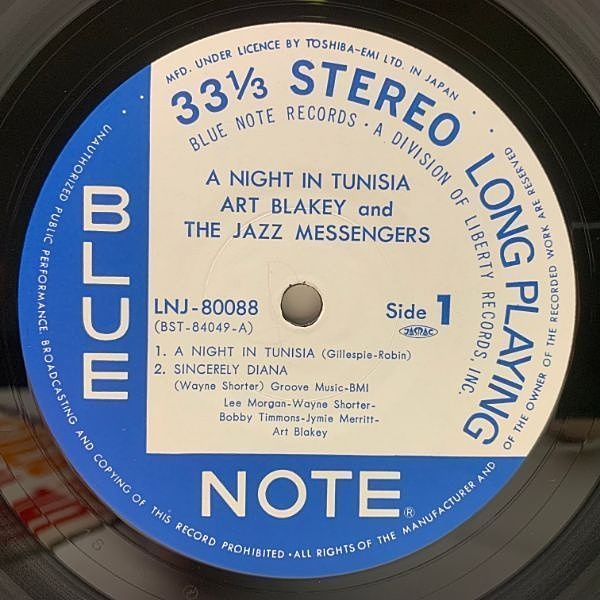 MFD. UNDER LICENCE BY TOSHIBA-EMI LTD. IN JAPAN
33⅓ STEREO LONG PLAYING
BLUE NOTE RECORDS · A DIVISION OF LIBERTY RECORDS, INC.
A NIGHT IN TUNISIA
ART BLAKEY and
THE JAZZ MESSENGERS
LNJ-80088
(BST-84049-A)
Side 1
JASRAC
1. A NIGHT IN TUNISIA (Gillespie-Robin)
2. SINCERELY DIANA
(Wayne Shorter) Groove Music-BMI
Lee Morgan-Wayne Shorter-
Bobby Timmons-Jymie Merritt-
Art Blakey
BLUE
NOTE®
UNAUTHORIZED PUBLIC PERFORMANCE BROADCASTING AND COPYING OF THIS RECORD PROHIBITED · ALL RIGHTS OF THE MANUFACTURER AND OF THE OWNER OF THE RECORDED WORK ARE RESERVED